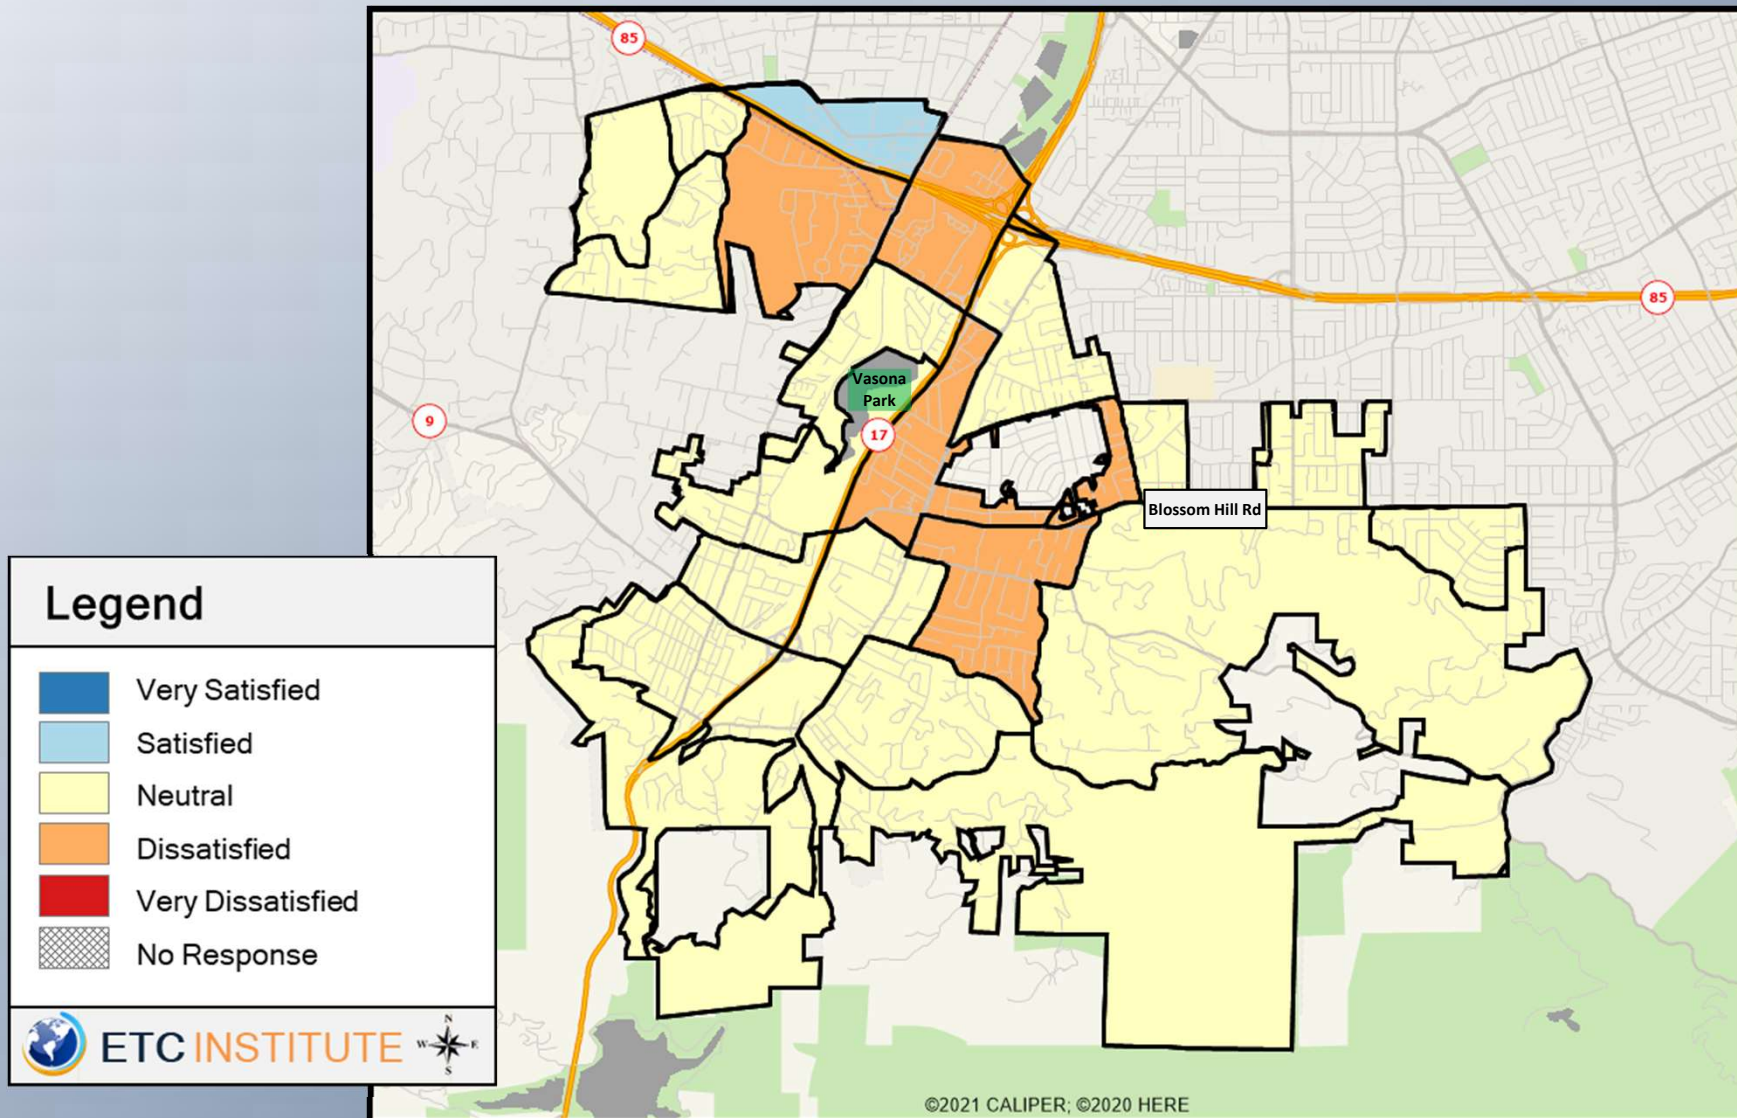 85
85
9
Vasona
Park
17
Blossom Hill Rd
Legend
Very Satisfied
Satisfied
Neutral
Dissatisfied
Very Dissatisfied
No Response
ETC INSTITUTE
N
W E
S
©2021 CALIPER; ©2020 HERE